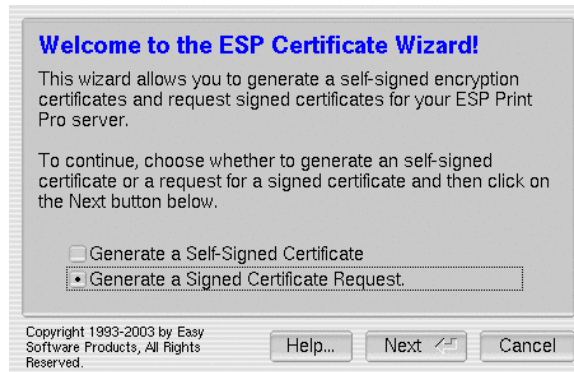 Welcome to the ESP Certificate Wizard!
This wizard allows you to generate a self-signed encryption
certificates and request signed certificates for your ESP Print
Pro server.
To continue, choose whether to generate an self-signed
certificate or a request for a signed certificate and then click on
the Next button below.
Generate a Self-Signed Certificate
Generate a Signed Certificate Request.
Copyright 1993-2003 by Easy
Software Products, All Rights
Reserved.
Help... Next Cancel